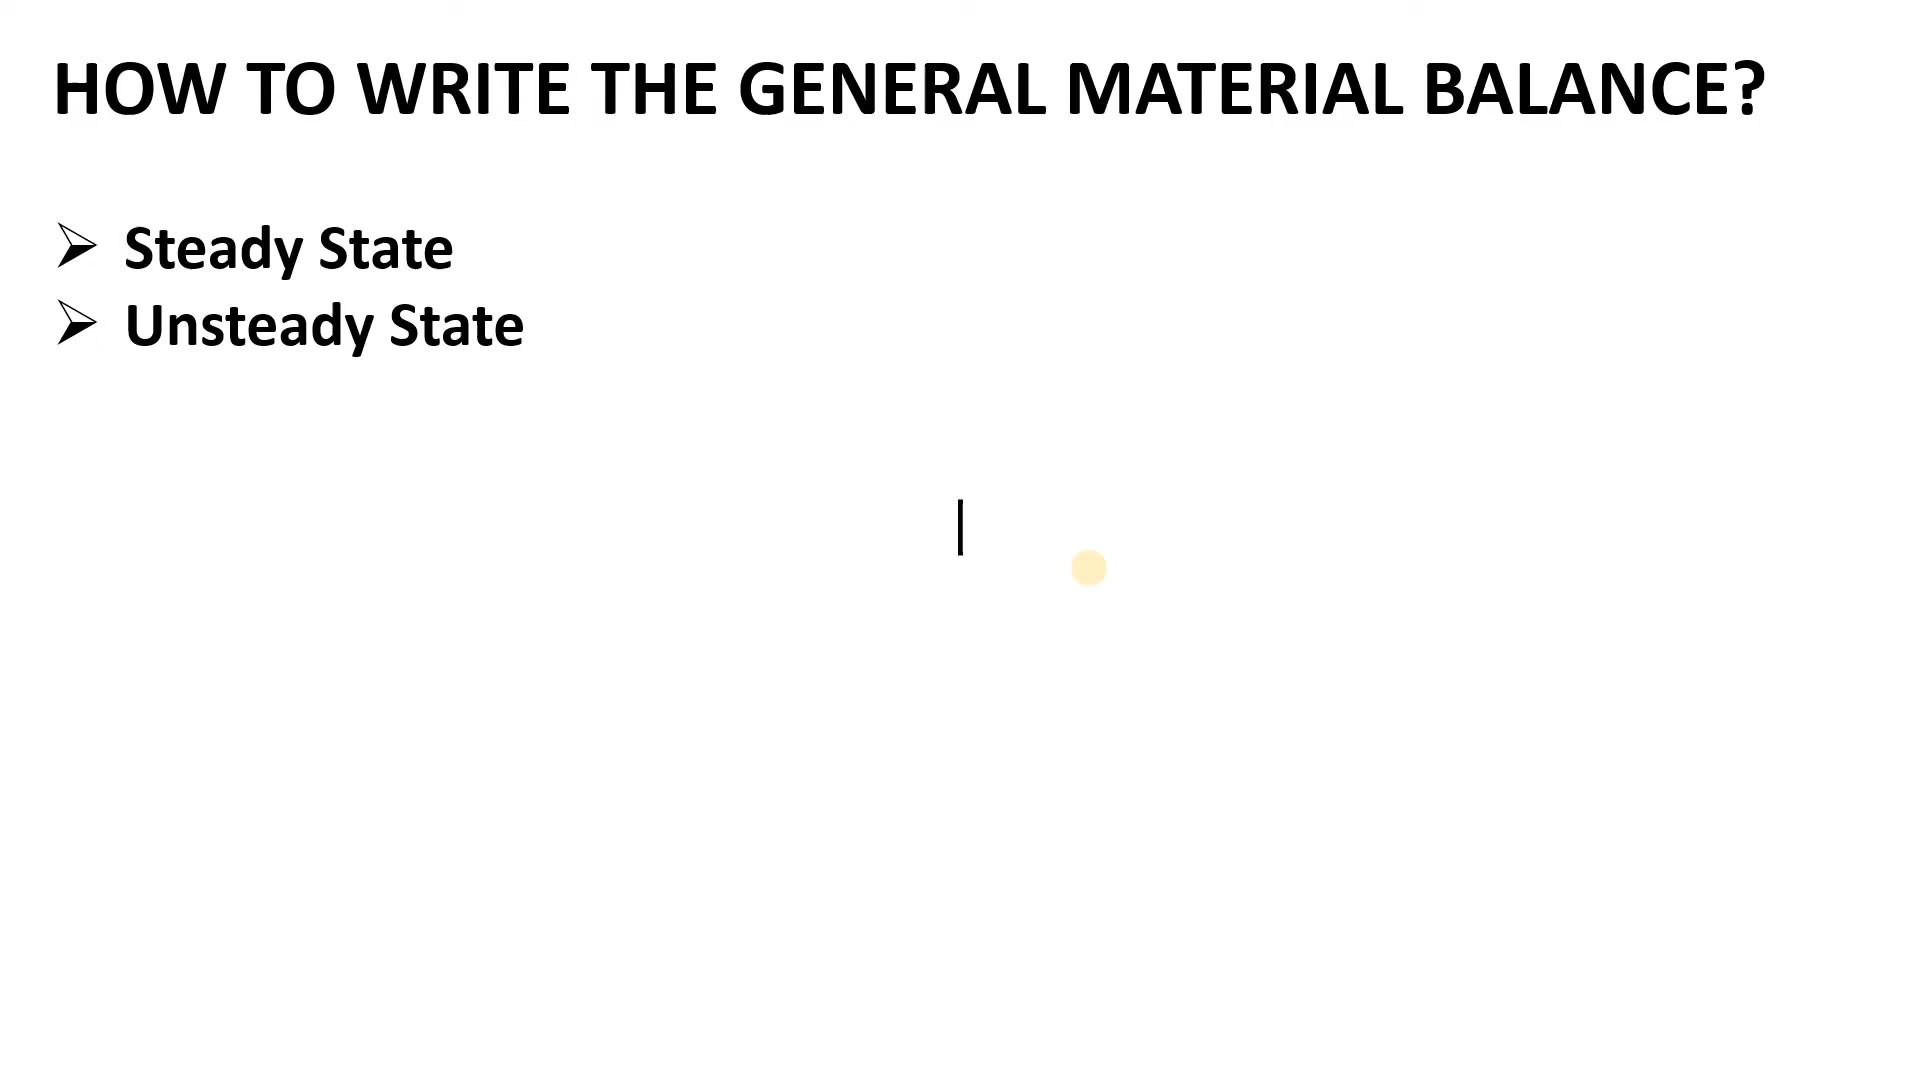 HOW TO WRITE THE GENERAL MATERIAL BALANCE?
Steady State
Unsteady State